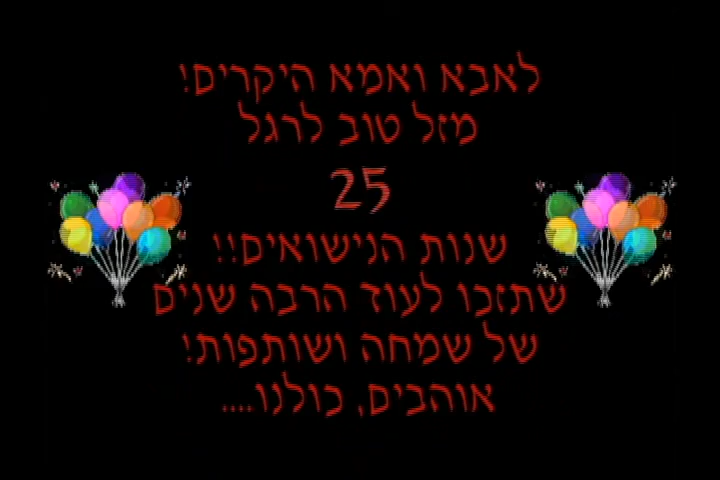 לאבא ואמא היקרים!
מזל טוב לרגל
25
שנות הנישואים!!
שתזכו לעוד הרבה שנים
של שמחה ושותפות!
אוהבים, כולנו....